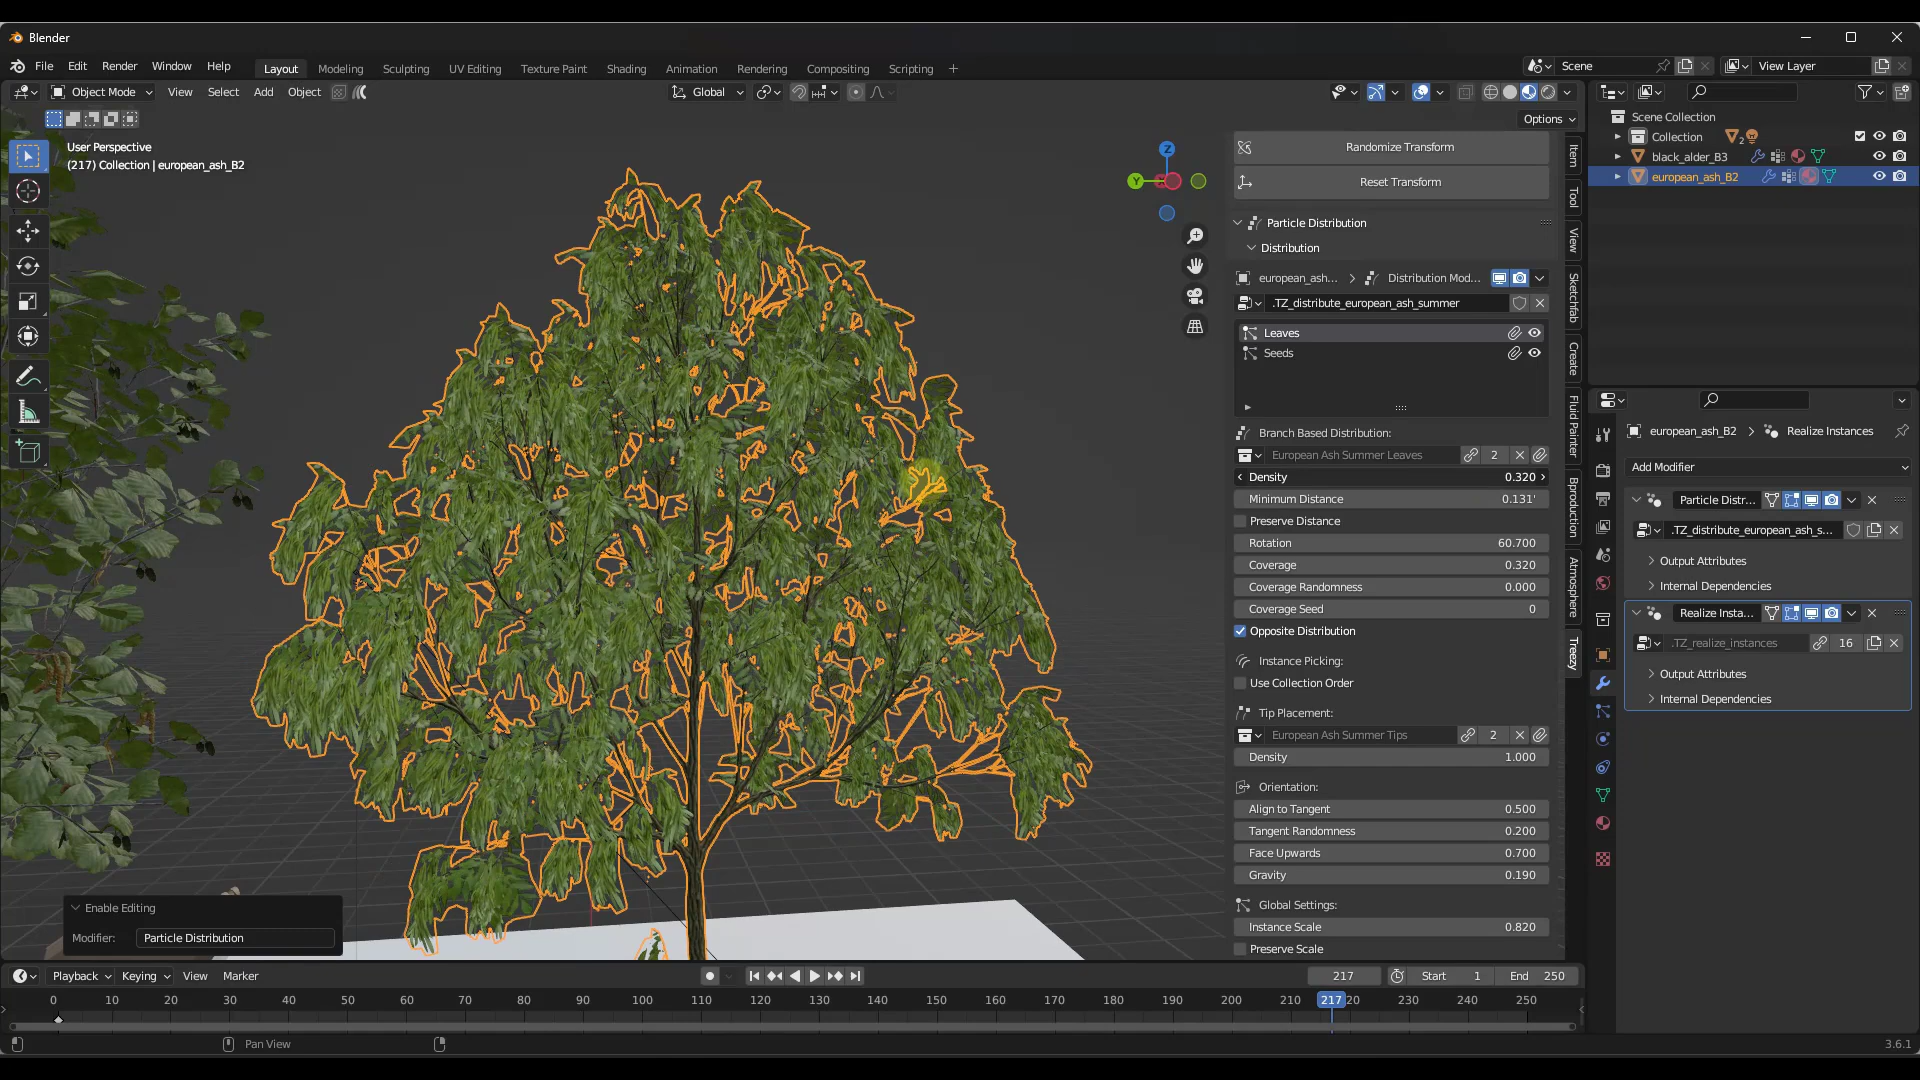 Blender
File Edit Render Window Help
Layout Modeling Sculpting UV Editing Texture Paint Shading Animation Rendering Compositing Scripting +
Scene View Layer
Object Mode View Select Add Object Global
Options
User Perspective
(217) Collection | european_ash_B2
Z
Y
Randomize Transform
Reset Transform
Particle Distribution
Distribution
european_ash... > Distribution Mod...
.TZ_distribute_european_ash_summer
Leaves
Seeds
Branch Based Distribution:
European Ash Summer Leaves 2
Density 0.320
Minimum Distance 0.131'
Preserve Distance
Rotation 60.700
Coverage 0.320
Coverage Randomness 0.000
Coverage Seed 0
Opposite Distribution
Instance Picking:
Use Collection Order
Tip Placement:
European Ash Summer Tips 2
Density 1.000
Orientation:
Align to Tangent 0.500
Tangent Randomness 0.200
Face Upwards 0.700
Gravity 0.190
Global Settings:
Instance Scale 0.820
Preserve Scale
Item
Tool
View
Sketchfab
Create
Fluid Painter
Bproduction
Atmosphere
Treezy
Scene Collection
Collection 2
black_alder_B3
european_ash_B2
european_ash_B2 > Realize Instances
Add Modifier
Particle Distr...
.TZ_distribute_european_ash_s...
Output Attributes
Internal Dependencies
Realize Insta...
.TZ_realize_instances 16
Output Attributes
Internal Dependencies
Enable Editing
Modifier: Particle Distribution
Playback Keying View Marker
217 Start 1 End 250
0 10 20 30 40 50 60 70 80 90 100 110 120 130 140 150 160 170 180 190 200 210 217 20 230 240 250
Pan View
3.6.1